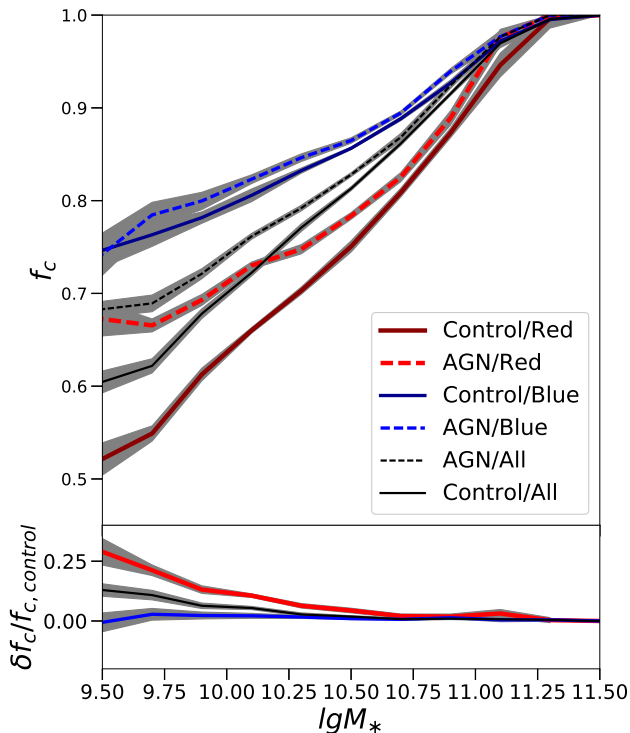 1.0
0.9
0.8
0.7
0.6
0.5
f_c
Control/Red
AGN/Red
Control/Blue
AGN/Blue
AGN/All
Control/All
0.25
0.00
δf_c/f_{c, control}
9.50 9.75 10.00 10.25 10.50 10.75 11.00 11.25 11.50
lgM_*